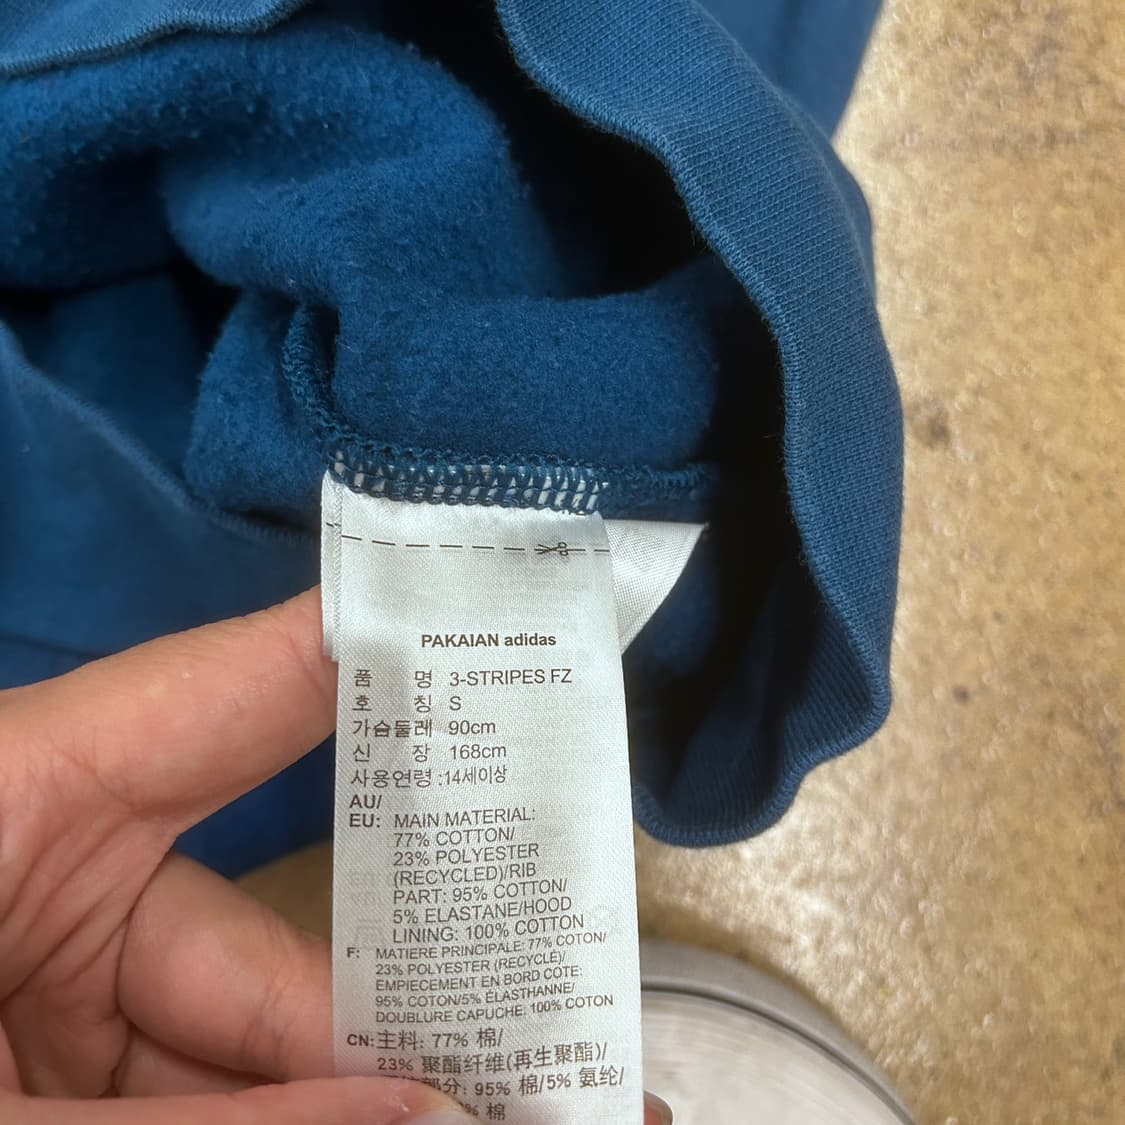 PAKAIAN adidas
품 명 3-STRIPES FZ
호 칭 S
가슴둘레 90cm
신 장 168cm
사용연령 :14세이상
AU/
EU: MAIN MATERIAL:
77% COTTON/
23% POLYESTER
(RECYCLED)/RIB
PART: 95% COTTON/
5% ELASTANE/HOOD
LINING: 100% COTTON
F: MATIERE PRINCIPALE: 77% COTON/
23% POLYESTER (RECYCLÉ)/
EMPIECEMENT EN BORD COTE:
95% COTON/5% ÉLASTHANNE/
DOUBLURE CAPUCHE: 100% COTON
CN: 主料: 77% 棉/
23% 聚酯纤维(再生聚酯)/
部分: 95% 棉/5% 氨纶/
% 棉